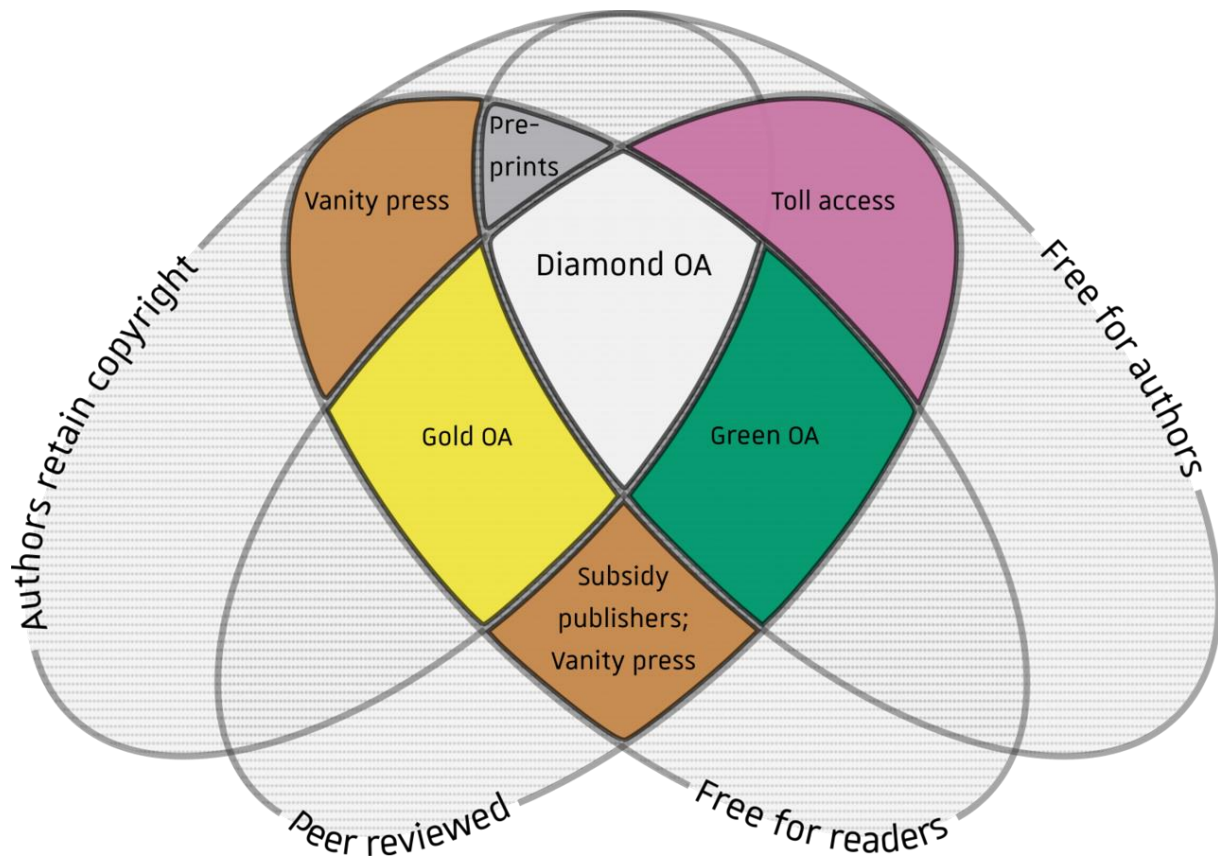 Pre-
prints
Vanity press
Toll access
Diamond OA
Authors retain copyright
Free for authors
Gold OA
Green OA
Subsidy
publishers;
Vanity press
Peer reviewed
Free for readers